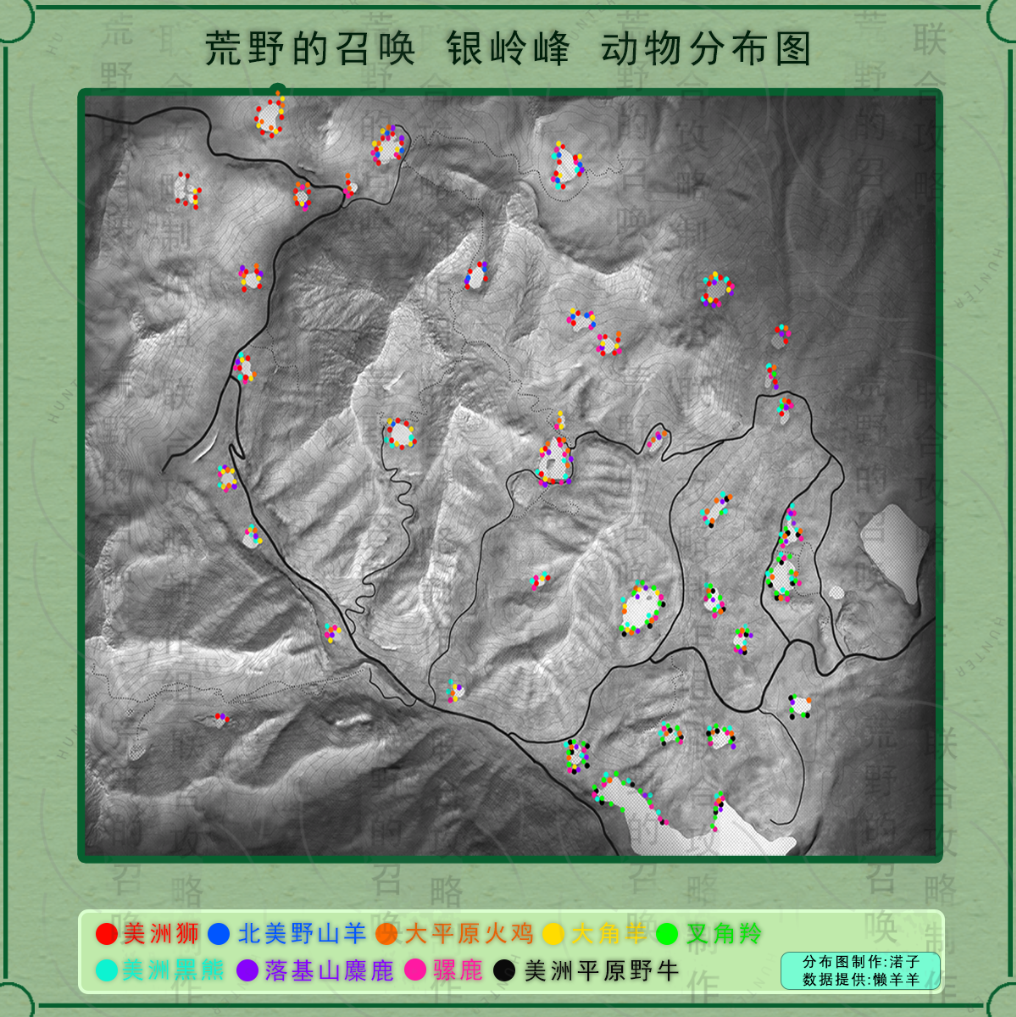 荒野的召唤 银岭峰 动物分布图
美洲狮 北美野山羊 大平原火鸡 大角羊 叉角羚
美洲黑熊 落基山麋鹿 骡鹿 美洲平原野牛
分布图制作:渃子
数据提供:懒羊羊